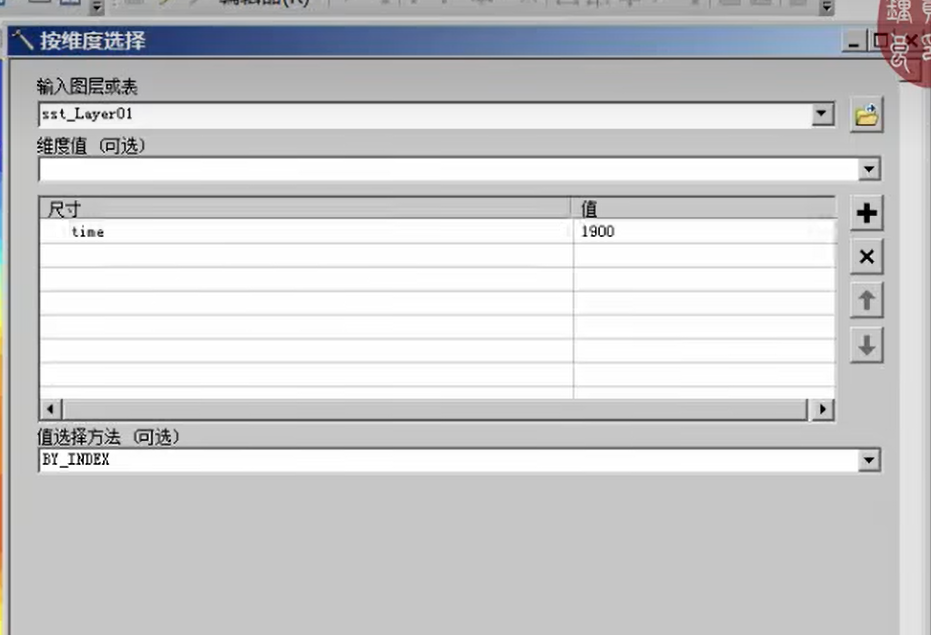 按维度选择
输入图层或表
sst_Layer01
维度值（可选）
尺寸 值
time 1900
值选择方法（可选）
BY_INDEX